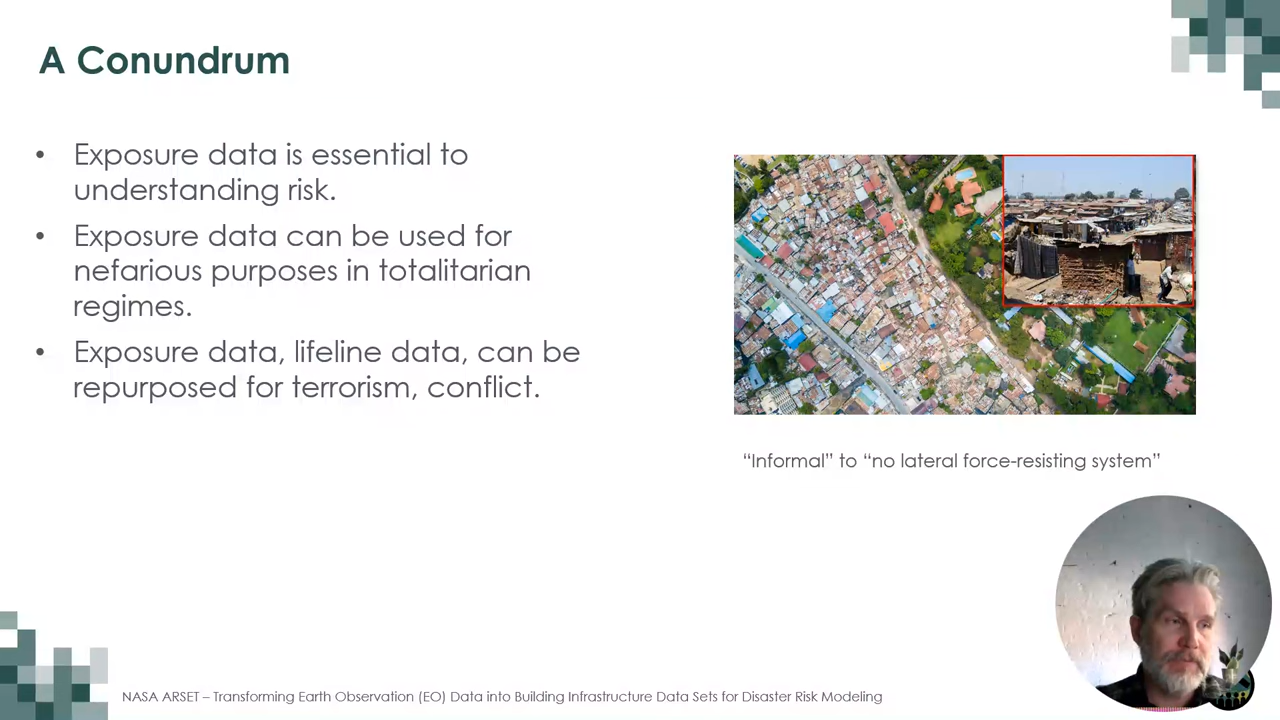 A Conundrum
• Exposure data is essential to
understanding risk.
• Exposure data can be used for
nefarious purposes in totalitarian
regimes.
• Exposure data, lifeline data, can be
repurposed for terrorism, conflict.
“Informal” to “no lateral force-resisting system”
NASA ARSET – Transforming Earth Observation (EO) Data into Building Infrastructure Data Sets for Disaster Risk Modeling